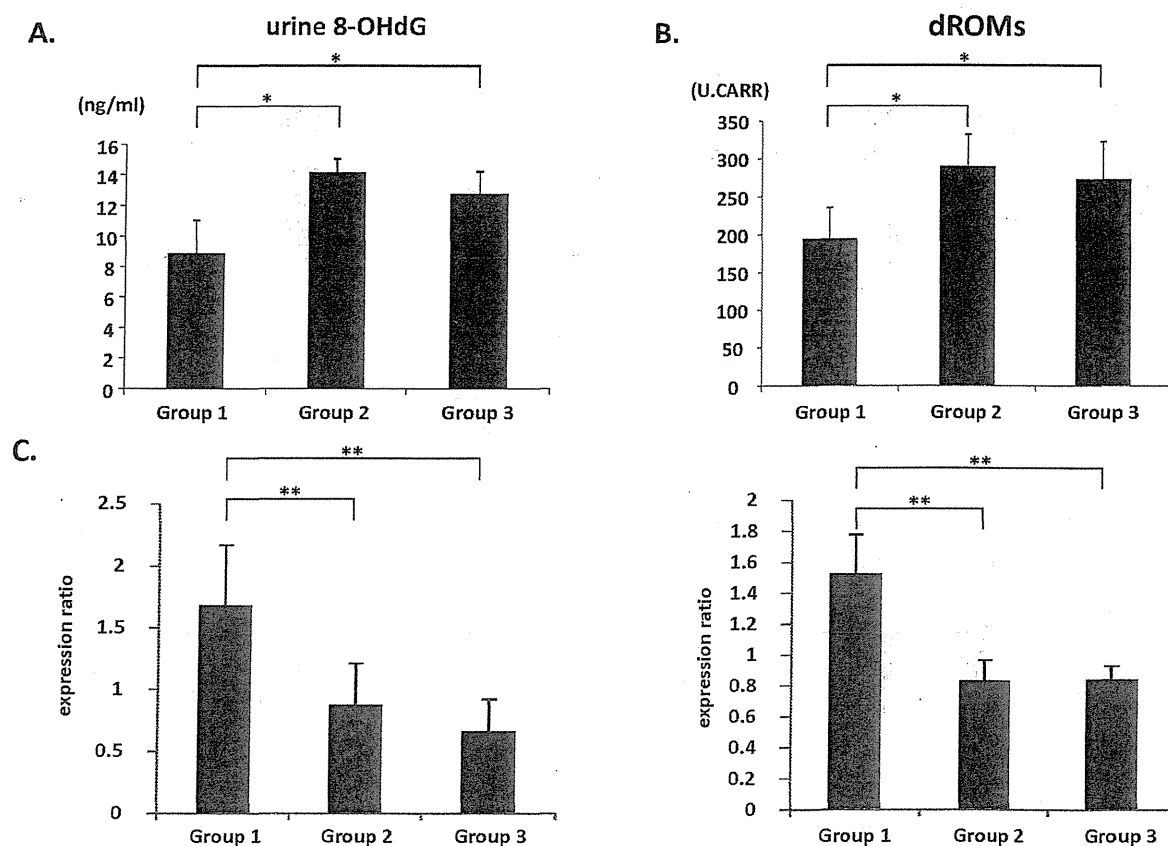 A.
urine 8-OHdG
*
*
(ng/ml)
16
14
12
10
8
6
4
2
0
Group 1
Group 2
Group 3
B.
dROMs
*
*
(U.CARR)
350
300
250
200
150
100
50
0
Group 1
Group 2
Group 3
C.
**
**
2.5
2
1.5
1
0.5
0
expression ratio
Group 1
Group 2
Group 3
**
**
2
1.8
1.6
1.4
1.2
1
0.8
0.6
0.4
0.2
0
expression ratio
Group 1
Group 2
Group 3